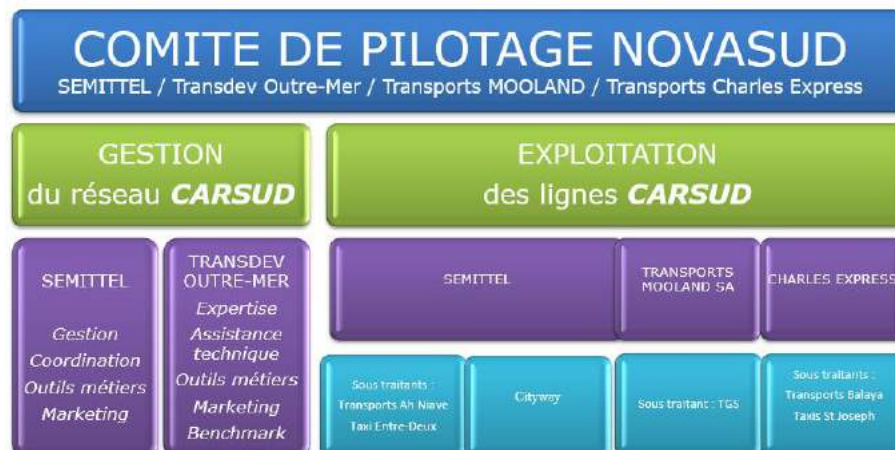 COMITE DE PILOTAGE NOVASUD
SEMITTEL / Transdev Outre-Mer / Transports MOOLAND / Transports Charles Express
GESTION
du réseau CARSUD
EXPLOITATION
des lignes CARSUD
SEMITTEL
Gestion
Coordination
Outils métiers
Marketing
TRANSDEV
OUTRE-MER
Expertise
Assistance
technique
Outils métiers
Marketing
Benchmark
SEMITTEL
TRANSPORTS
MOOLAND SA
CHARLES EXPRESS
Sous traitants :
Transports Ah Niave
Taxi Entre-Deux
Cityway
Sous traitant : TGS
Sous traitants :
Transports Balaya
Taxis St Joseph